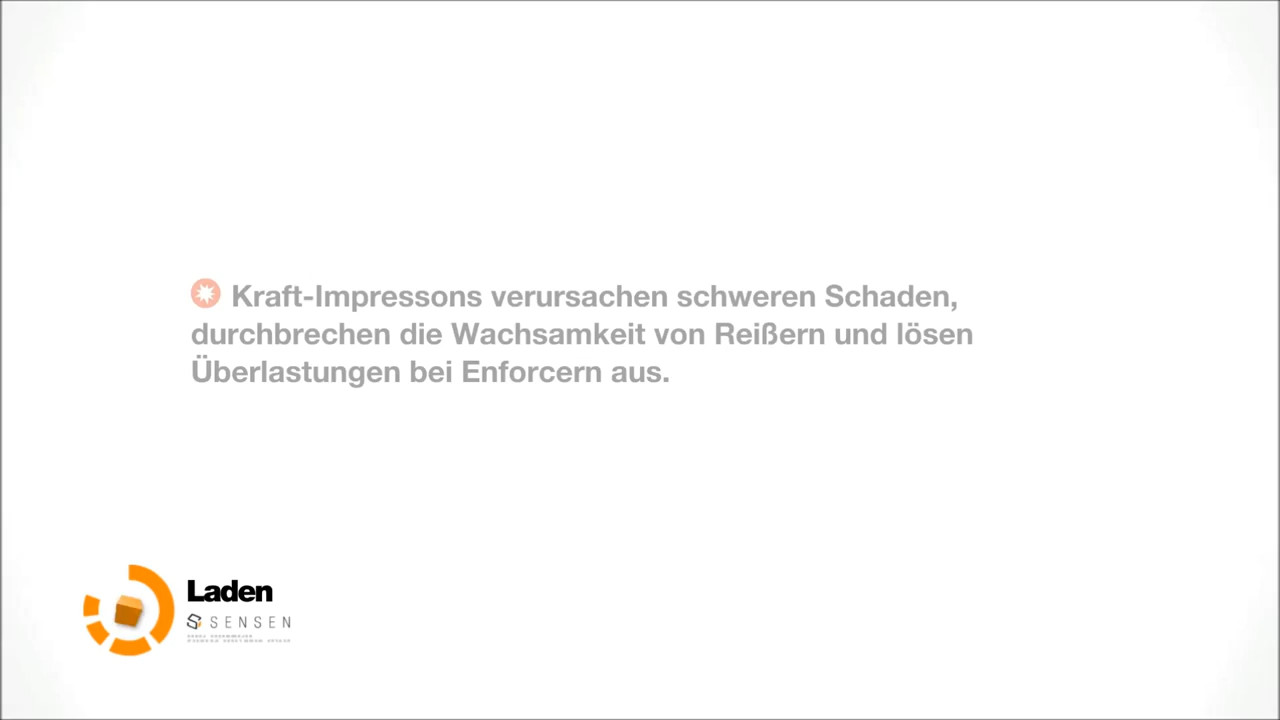 Kraft-Impressons verursachen schweren Schaden,
durchbrechen die Wachsamkeit von Reißern und lösen
Überlastungen bei Enforcern aus.
Laden
SENSEN